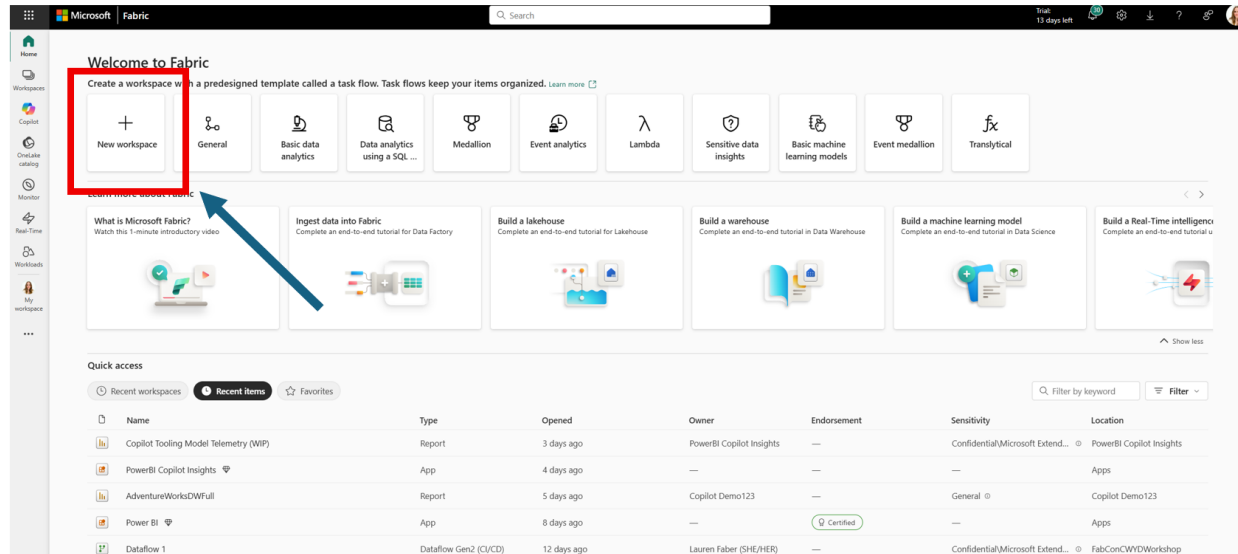 Microsoft Fabric
Search
Trial:
13 days left
30
Home
Workspaces
Copilot
OneLake
catalog
Monitor
Real-Time
Workloads
My
workspace
Welcome to Fabric
Create a workspace with a predesigned template called a task flow. Task flows keep your items organized. Learn more
New workspace
General
Basic data
analytics
Data analytics
using a SQL ...
Medallion
Event analytics
Lambda
Sensitive data
insights
Basic machine
learning models
Event medallion
Translytical
Learn more about Fabric
What is Microsoft Fabric?
Watch this 1-minute introductory video
Ingest data into Fabric
Complete an end-to-end tutorial for Data Factory
Build a lakehouse
Complete an end-to-end tutorial for Lakehouse
Build a warehouse
Complete an end-to-end tutorial in Data Warehouse
Build a machine learning model
Complete an end-to-end tutorial in Data Science
Build a Real-Time intelligence
Complete an end-to-end tutorial u
Show less
Quick access
Recent workspaces Recent items Favorites
Filter by keyword Filter
Name Type Opened Owner Endorsement Sensitivity Location
Copilot Tooling Model Telemetry (WIP) Report 3 days ago PowerBI Copilot Insights — Confidential\Microsoft Extend... PowerBI Copilot Insights
PowerBI Copilot Insights App 4 days ago — — — Apps
AdventureWorksDWFull Report 5 days ago Copilot Demo123 — General Copilot Demo123
Power BI App 8 days ago — Certified — Apps
Dataflow 1 Dataflow Gen2 (CI/CD) 12 days ago Lauren Faber (SHE/HER) — Confidential\Microsoft Extend... FabConCWYDWorkshop